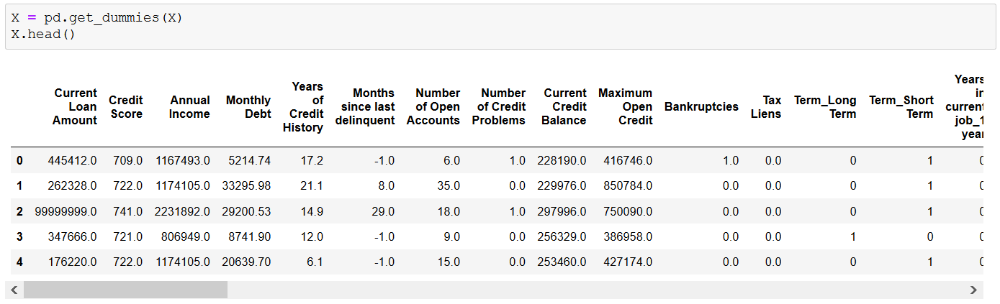 X = pd.get_dummies(X)
X.head()
Current Loan Amount Credit Score Annual Income Monthly Debt Years of Credit History Months since last delinquent Number of Open Accounts Number of Credit Problems Current Credit Balance Maximum Open Credit Bankruptcies Tax Liens Term_Long Term Term_Short Term Years in current job_1 year
0 445412.0 709.0 1167493.0 5214.74 17.2 -1.0 6.0 1.0 228190.0 416746.0 1.0 0.0 0 1 0
1 262328.0 722.0 1174105.0 33295.98 21.1 8.0 35.0 0.0 229976.0 850784.0 0.0 0.0 0 1 0
2 99999999.0 741.0 2231892.0 29200.53 14.9 29.0 18.0 1.0 297996.0 750090.0 0.0 0.0 0 1 0
3 347666.0 721.0 806949.0 8741.90 12.0 -1.0 9.0 0.0 256329.0 386958.0 0.0 0.0 1 0 0
4 176220.0 722.0 1174105.0 20639.70 6.1 -1.0 15.0 0.0 253460.0 427174.0 0.0 0.0 0 1 0